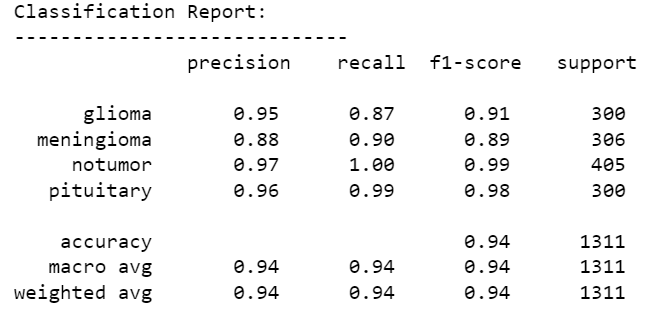 Classification Report:
-----------------------------
precision recall f1-score support
glioma 0.95 0.87 0.91 300
meningioma 0.88 0.90 0.89 306
notumor 0.97 1.00 0.99 405
pituitary 0.96 0.99 0.98 300
accuracy 0.94 1311
macro avg 0.94 0.94 0.94 1311
weighted avg 0.94 0.94 0.94 1311